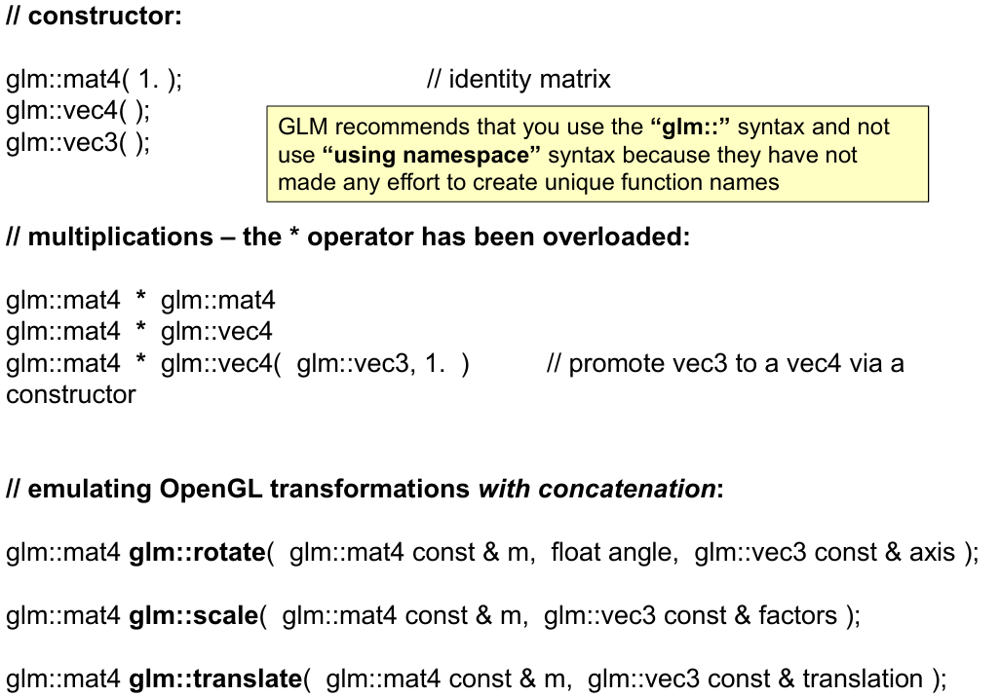 // constructor:
glm::mat4( 1. ); // identity matrix
glm::vec4( );
glm::vec3( );
GLM recommends that you use the “glm::” syntax and not
use “using namespace” syntax because they have not
made any effort to create unique function names
// multiplications – the * operator has been overloaded:
glm::mat4 * glm::mat4
glm::mat4 * glm::vec4
glm::mat4 * glm::vec4( glm::vec3, 1. ) // promote vec3 to a vec4 via a
constructor
// emulating OpenGL transformations with concatenation:
glm::mat4 glm::rotate( glm::mat4 const & m, float angle, glm::vec3 const & axis );
glm::mat4 glm::scale( glm::mat4 const & m, glm::vec3 const & factors );
glm::mat4 glm::translate( glm::mat4 const & m, glm::vec3 const & translation );